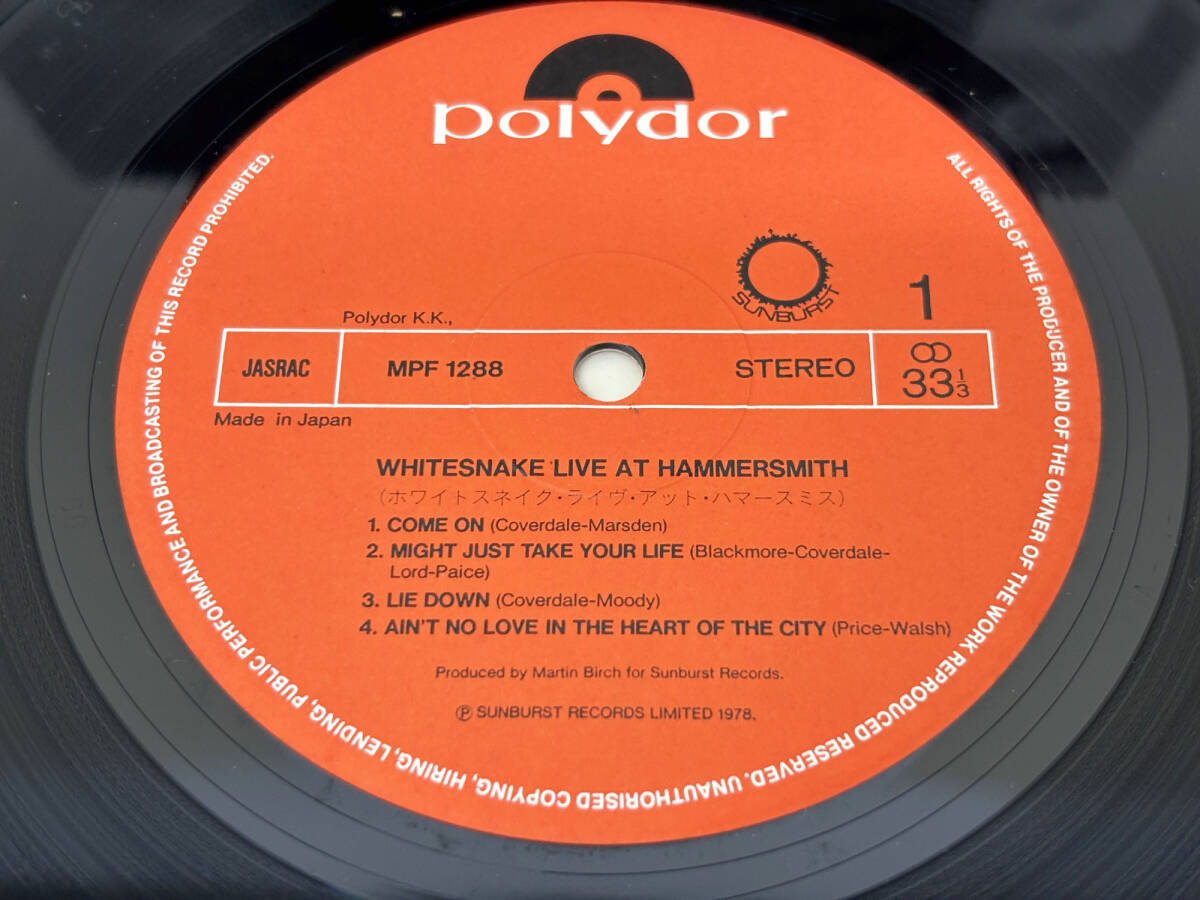 polydor
SUNBURST
1
Polydor K.K.,
JASRAC
MPF 1288
STEREO
33 1/3
Made in Japan
WHITESNAKE LIVE AT HAMMERSMITH
(ホワイトスネイク・ライヴ・アット・ハマースミス)
1. COME ON (Coverdale-Marsden)
2. MIGHT JUST TAKE YOUR LIFE (Blackmore-Coverdale-
Lord-Paice)
3. LIE DOWN (Coverdale-Moody)
4. AIN'T NO LOVE IN THE HEART OF THE CITY (Price-Walsh)
Produced by Martin Birch for Sunburst Records.
℗ SUNBURST RECORDS LIMITED 1978.
ALL RIGHTS OF THE PRODUCER AND OF THE OWNER OF THE WORK REPRODUCED RESERVED. UNAUTHORISED COPYING, HIRING, LENDING, PUBLIC PERFORMANCE AND BROADCASTING OF THIS RECORD PROHIBITED.